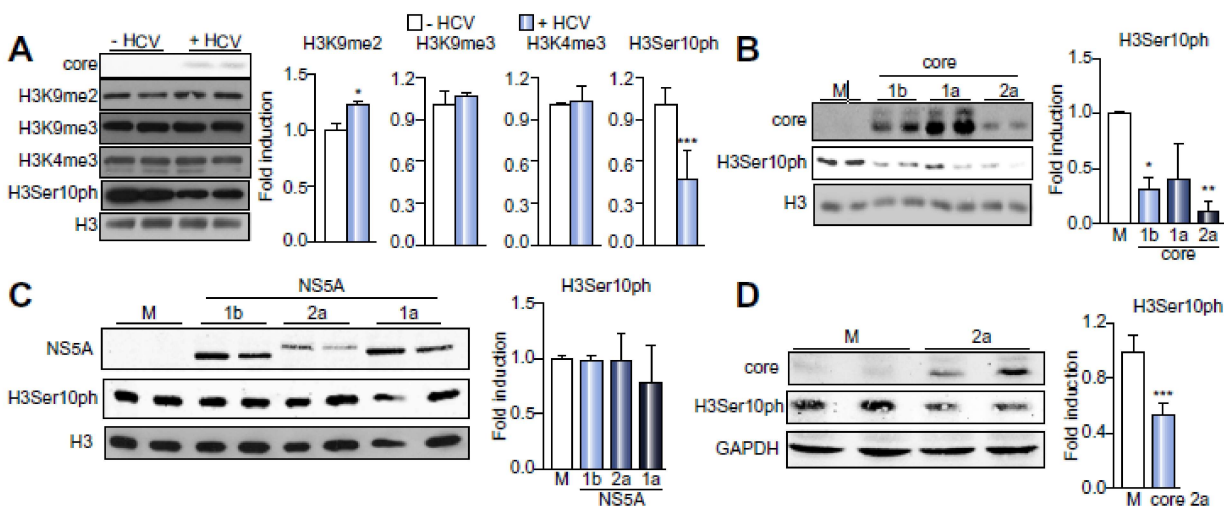 A
- HCV + HCV
core
H3K9me2
H3K9me3
H3K4me3
H3Ser10ph
H3
- HCV + HCV
H3K9me2 H3K9me3 H3K4me3 H3Ser10ph
Fold induction
1.5
1.0
0.5
0.0
*
1.2
0.9
0.6
0.3
0.0
1.2
0.9
0.6
0.3
0.0
1.2
0.9
0.6
0.3
0.0
***
B
core
M 1b 1a 2a
core
H3Ser10ph
H3
H3Ser10ph
Fold induction
1.5
1.0
0.5
0.0
* **
M 1b 1a 2a
core
C
NS5A
M 1b 2a 1a
NS5A
H3Ser10ph
H3
H3Ser10ph
Fold induction
1.5
1.0
0.5
0.0
M 1b 2a 1a
NS5A
D
M 2a
core
H3Ser10ph
GAPDH
H3Ser10ph
Fold induction
1.2
0.8
0.4
0.0
***
M core 2a